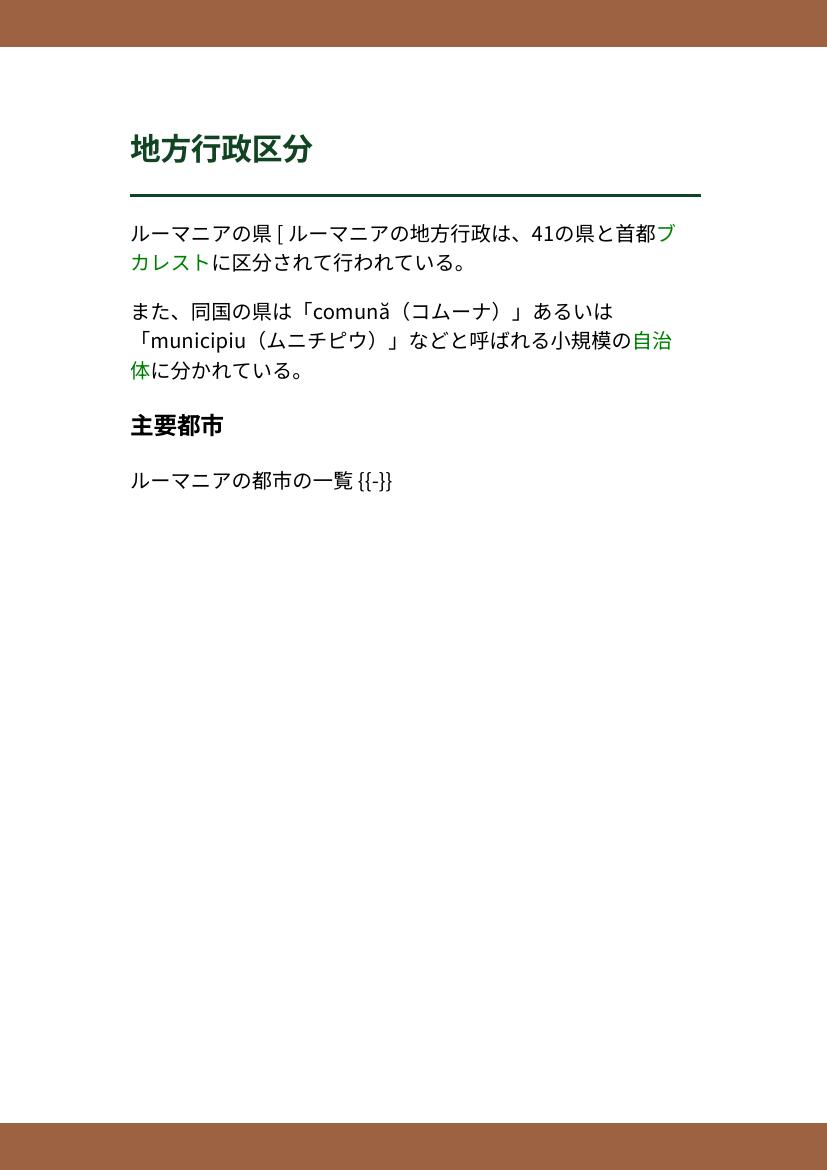 地方行政区分
ルーマニアの県 [ ルーマニアの地方行政は、41の県と首都ブ
カレストに区分されて行われている。
また、同国の県は「comună（コムーナ）」あるいは
「municipiu（ムニチピウ）」などと呼ばれる小規模の自治
体に分かれている。
主要都市
ルーマニアの都市の一覧 {{-}}